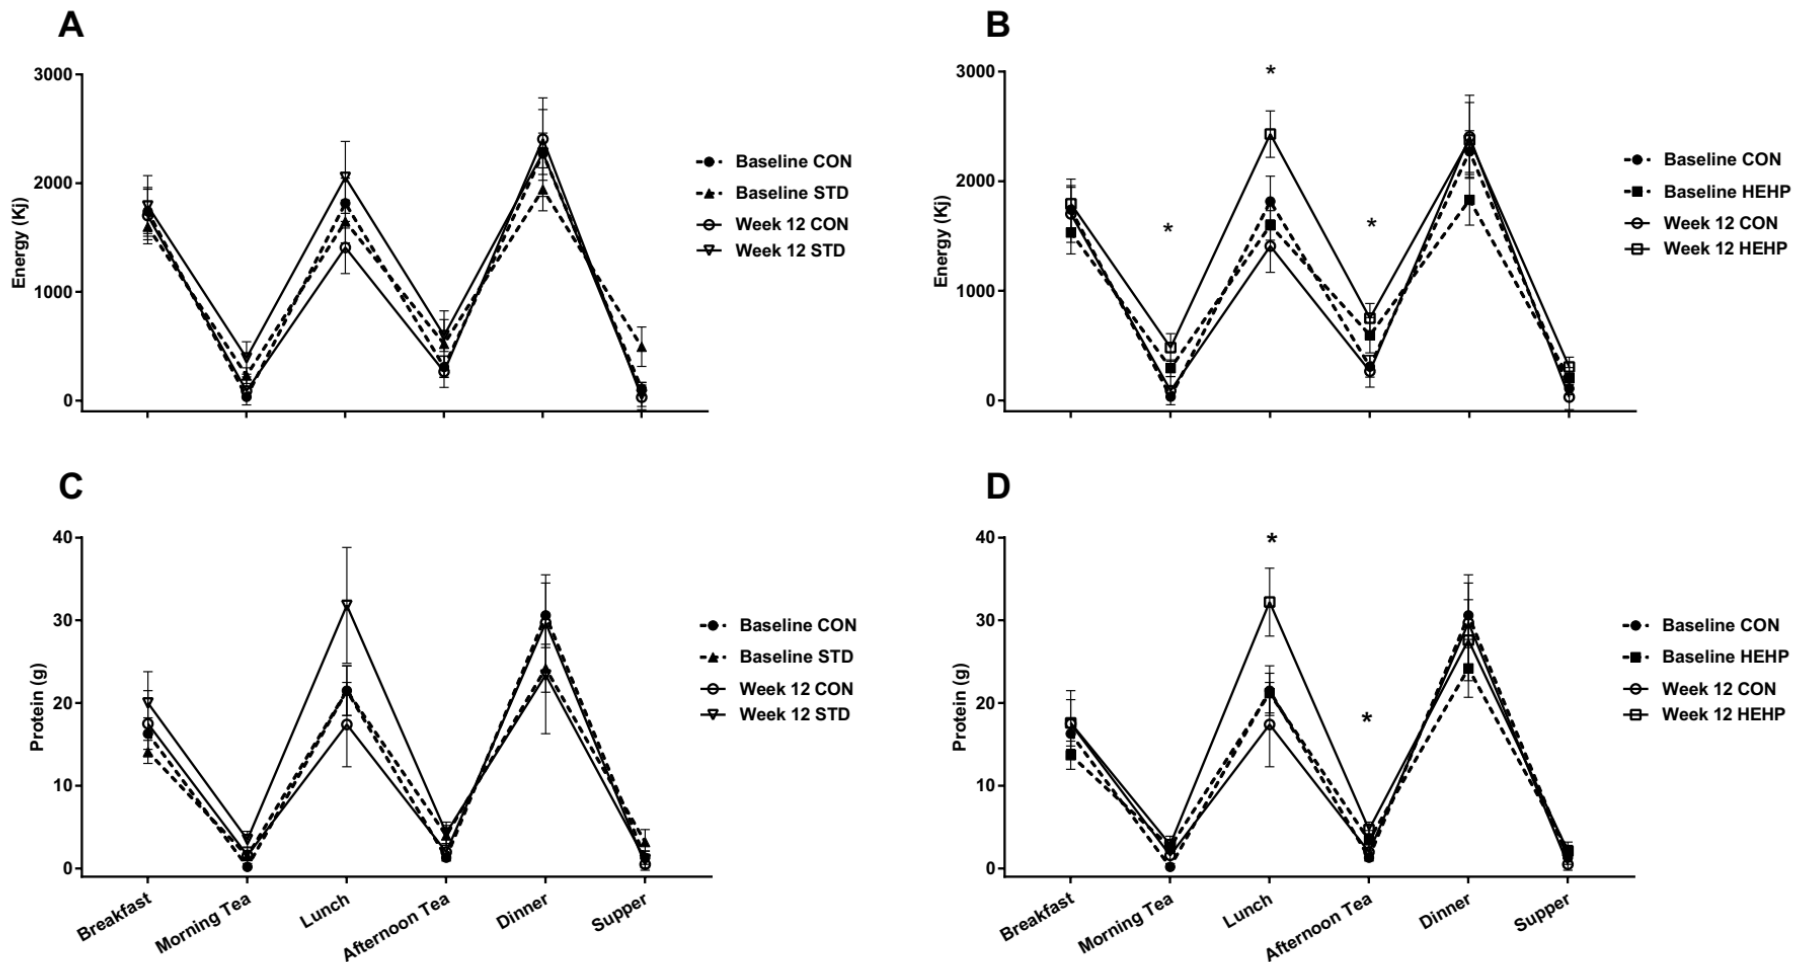 A
3000
2000
1000
0
Energy (Kj)
Baseline CON
Baseline STD
Week 12 CON
Week 12 STD
B
3000
2000
1000
0
Energy (Kj)
*
*
*
Baseline CON
Baseline HEHP
Week 12 CON
Week 12 HEHP
C
40
30
20
10
0
Protein (g)
Breakfast
Morning Tea
Lunch
Afternoon Tea
Dinner
Supper
Baseline CON
Baseline STD
Week 12 CON
Week 12 STD
D
40
30
20
10
0
Protein (g)
*
*
Breakfast
Morning Tea
Lunch
Afternoon Tea
Dinner
Supper
Baseline CON
Baseline HEHP
Week 12 CON
Week 12 HEHP